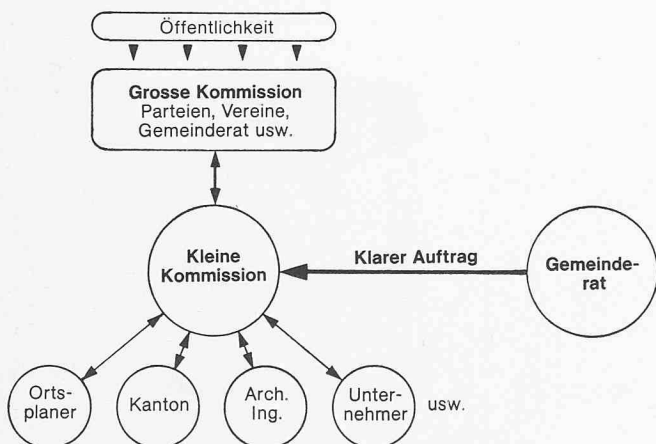 Öffentlichkeit
Grosse Kommission
Parteien, Vereine,
Gemeinderat usw.
Kleine
Kommission
Klarer Auftrag
Gemeinde-
rat
Orts-
planer
Kanton
Arch.
Ing.
Unter-
nehmer
usw.